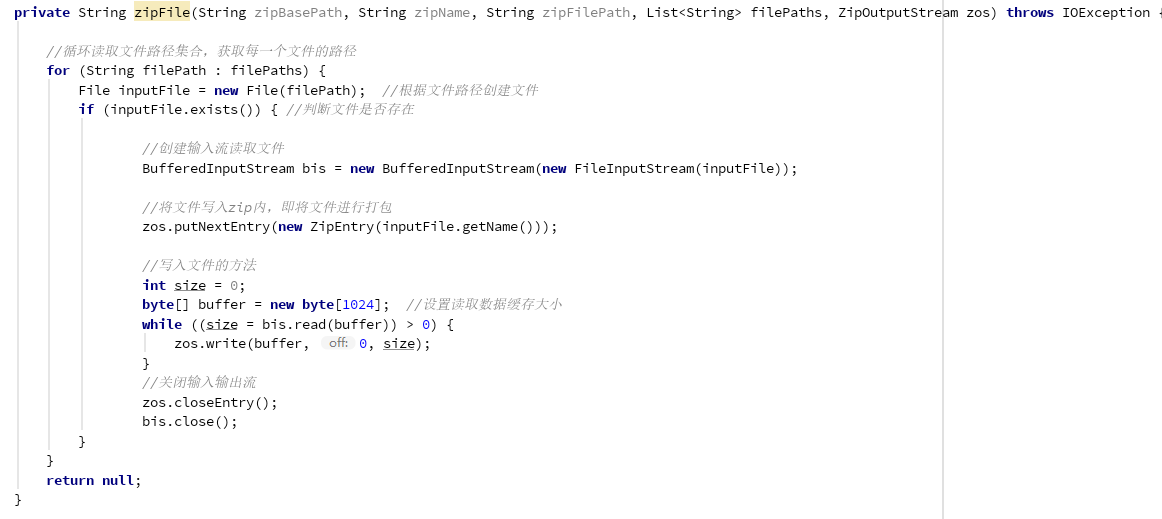 private String zipFile(String zipBasePath, String zipName, String zipFilePath, List<String> filePaths, ZipOutputStream zos) throws IOException {
//循环读取文件路径集合，获取每一个文件的路径
for (String filePath : filePaths) {
File inputFile = new File(filePath);  //根据文件路径创建文件
if (inputFile.exists()) { //判断文件是否存在
//创建输入流读取文件
BufferedInputStream bis = new BufferedInputStream(new FileInputStream(inputFile));
//将文件写入zip内，即将文件进行打包
zos.putNextEntry(new ZipEntry(inputFile.getName()));
//写入文件的方法
int size = 0;
byte[] buffer = new byte[1024];  //设置读取数据缓存大小
while ((size = bis.read(buffer)) > 0) {
zos.write(buffer, off: 0, size);
}
//关闭输入输出流
zos.closeEntry();
bis.close();
}
}
return null;
}